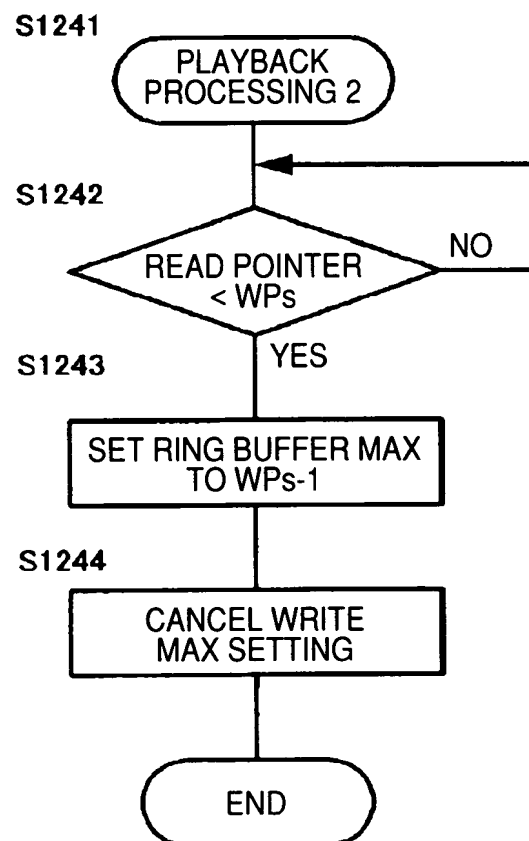 S1241
PLAYBACK
PROCESSING 2
S1242
READ POINTER
< WPs
NO
YES
S1243
SET RING BUFFER MAX
TO WPs-1
S1244
CANCEL WRITE
MAX SETTING
END